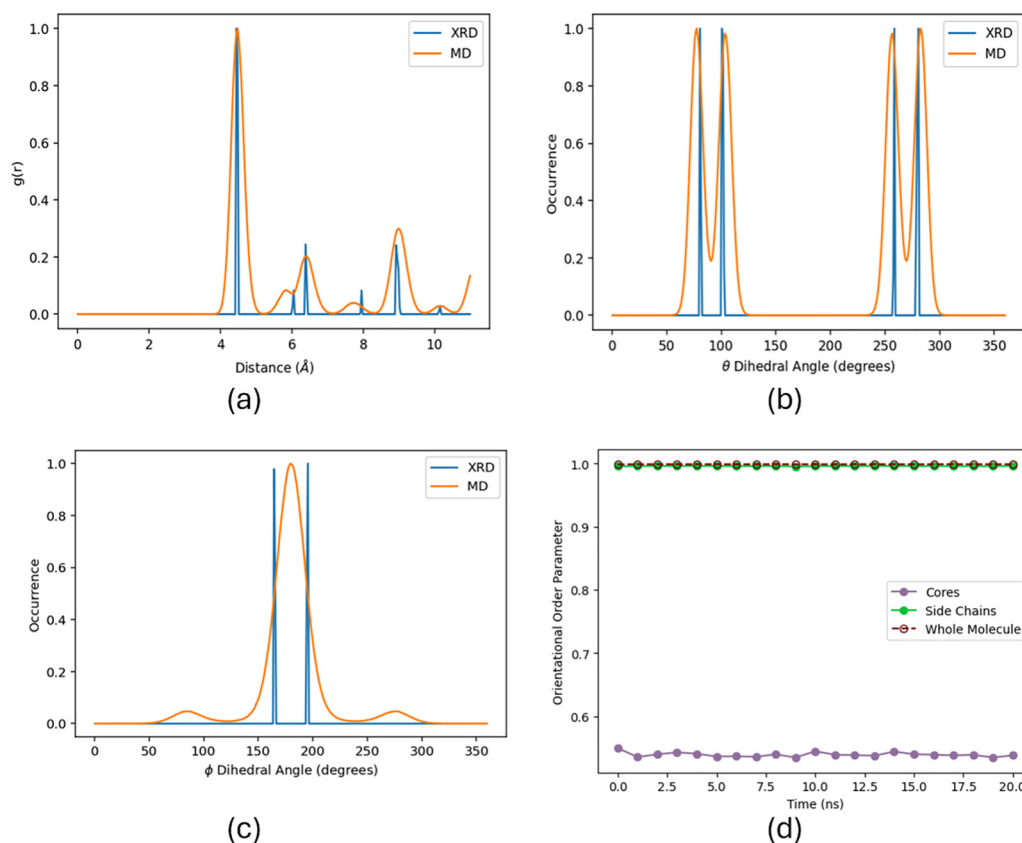 XRD
MD
1.0
0.8
0.6
0.4
0.2
0.0
g(r)
0 2 4 6 8 10
Distance (Å)
(a)
XRD
MD
1.0
0.8
0.6
0.4
0.2
0.0
Occurrence
0 50 100 150 200 250 300 350
θ Dihedral Angle (degrees)
(b)
XRD
MD
1.0
0.8
0.6
0.4
0.2
0.0
Occurrence
0 50 100 150 200 250 300 350
ϕ Dihedral Angle (degrees)
(c)
1.0
0.9
0.8
0.7
0.6
Orientational Order Parameter
Cores
Side Chains
Whole Molecule
0.0 2.5 5.0 7.5 10.0 12.5 15.0 17.5 20.0
Time (ns)
(d)